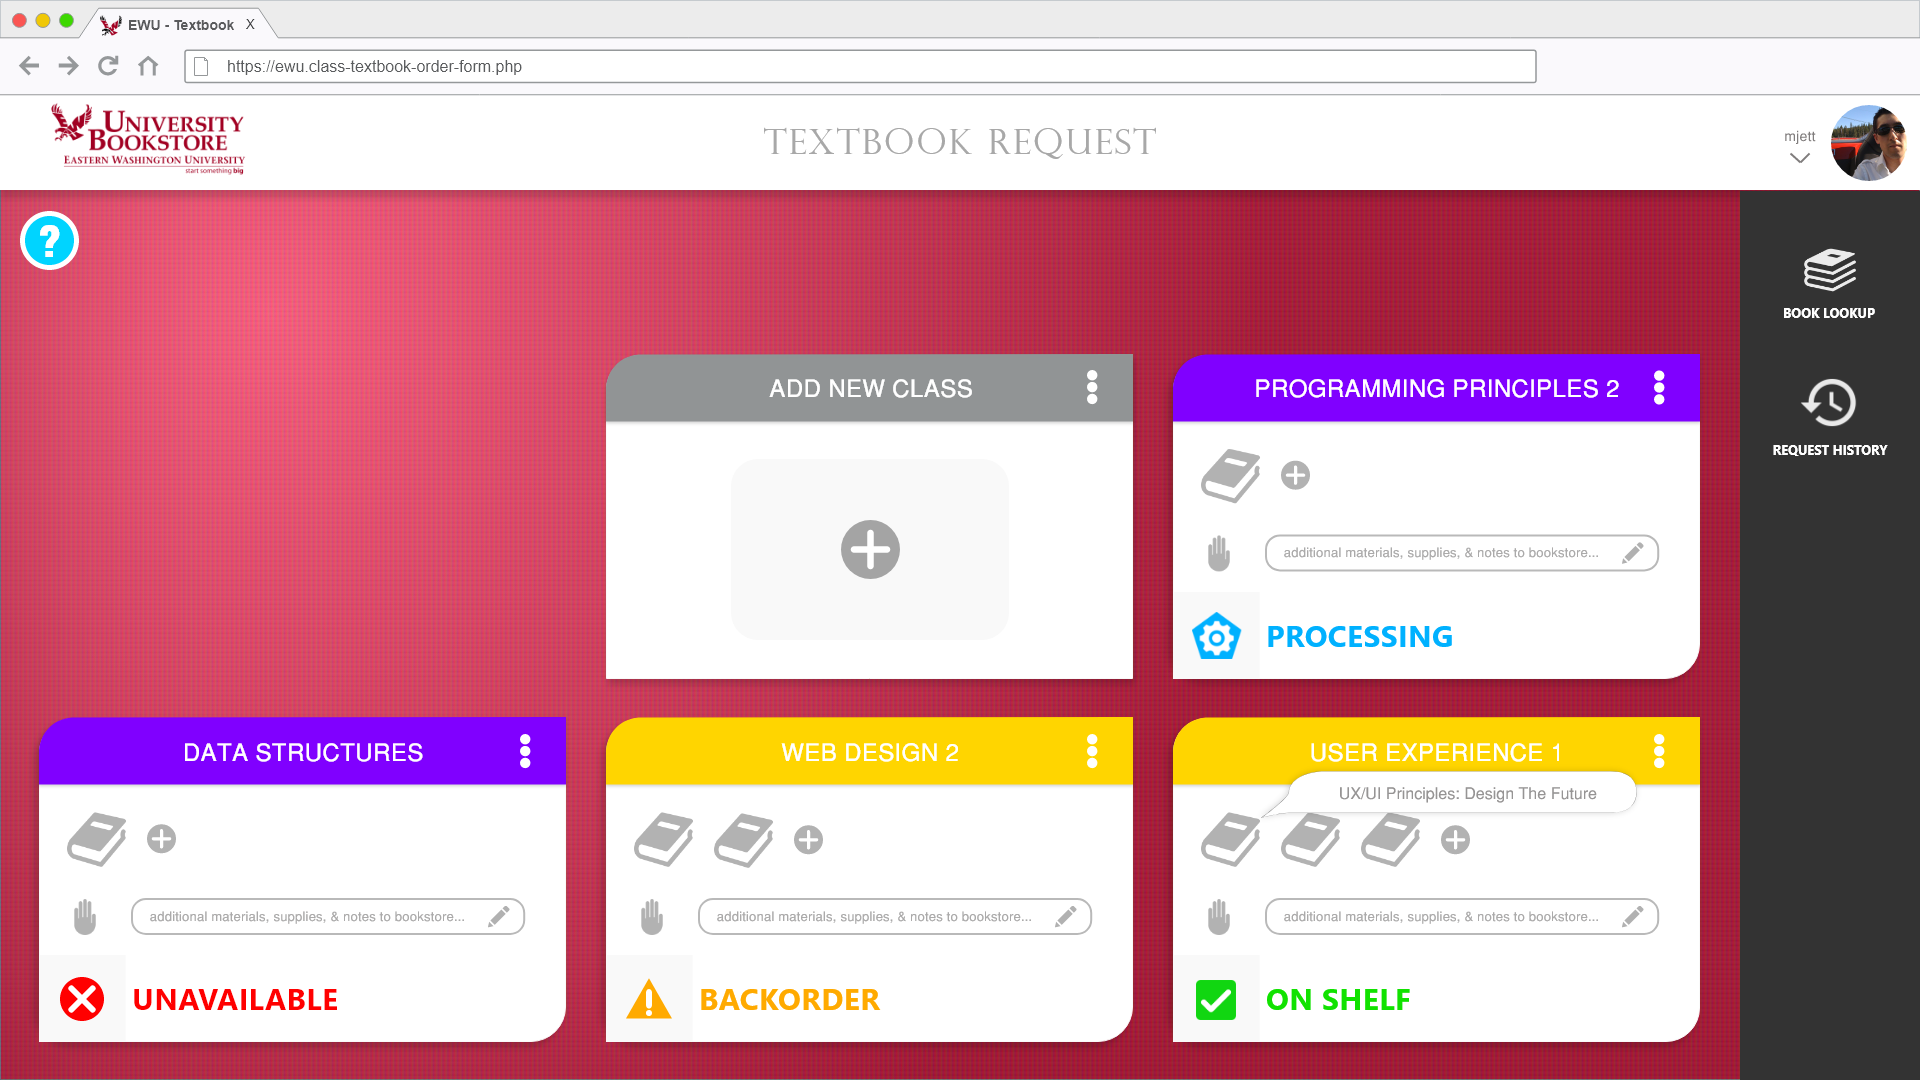 EWU - Textbook X
https://ewu.class-textbook-order-form.php
UNIVERSITY
BOOKSTORE
EASTERN WASHINGTON UNIVERSITY
start something big
TEXTBOOK REQUEST
mjett
?
BOOK LOOKUP
REQUEST HISTORY
ADD NEW CLASS
PROGRAMMING PRINCIPLES 2
additional materials, supplies, & notes to bookstore...
PROCESSING
DATA STRUCTURES
additional materials, supplies, & notes to bookstore...
UNAVAILABLE
WEB DESIGN 2
additional materials, supplies, & notes to bookstore...
BACKORDER
USER EXPERIENCE 1
UX/UI Principles: Design The Future
additional materials, supplies, & notes to bookstore...
ON SHELF